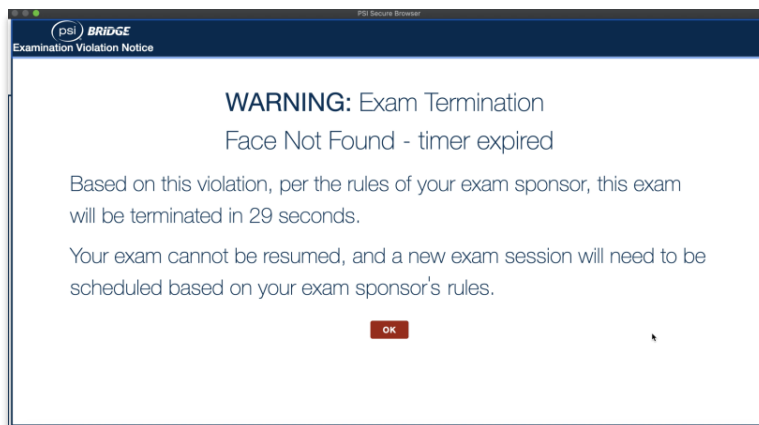 PSI Secure Browser
psi BRIDGE
Examination Violation Notice
WARNING: Exam Termination
Face Not Found - timer expired
Based on this violation, per the rules of your exam sponsor, this exam
will be terminated in 29 seconds.
Your exam cannot be resumed, and a new exam session will need to be
scheduled based on your exam sponsor's rules.
OK